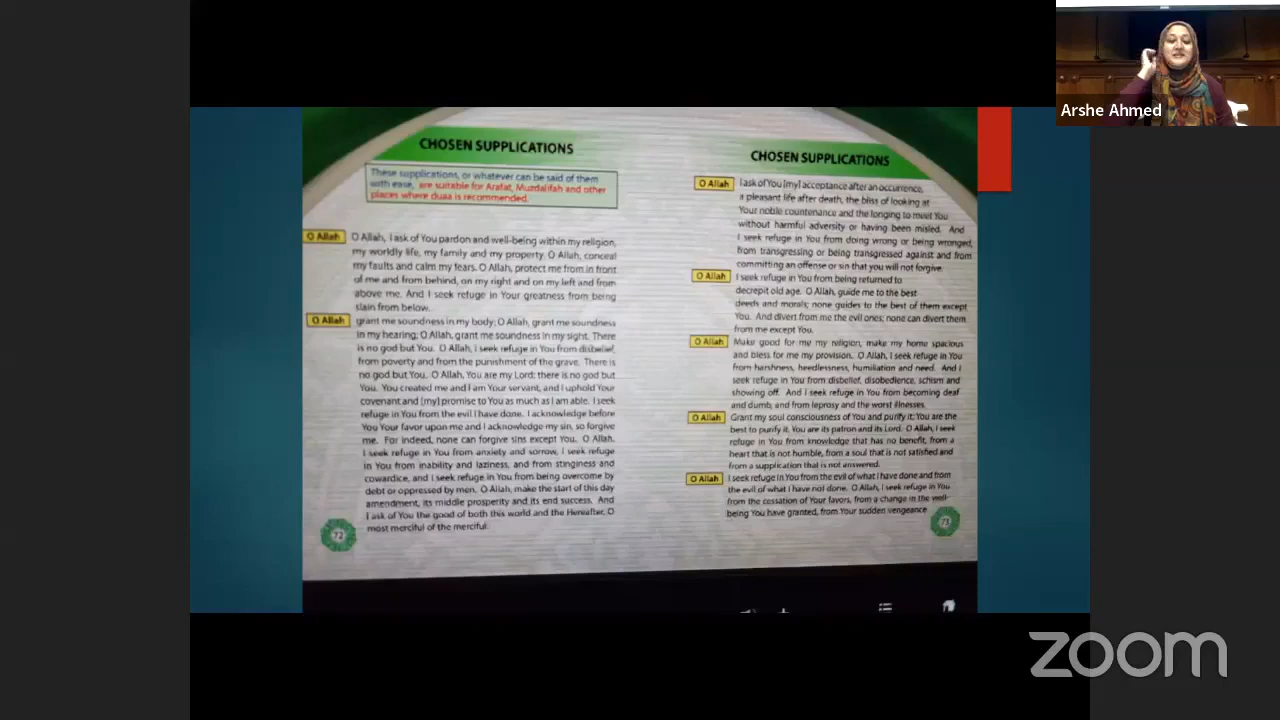 CHOSEN SUPPLICATIONS
These supplications, or whatever can be said of them
with ease, are suitable for Arafat, Muzdalifah and other
places where duaa is recommended.
O Allah O Allah, I ask of You pardon and well-being within my religion,
my worldly life, my family and my property. O Allah, conceal
my faults and calm my fears. O Allah, protect me from in front
of me and from behind, on my right and on my left and from
above me. And I seek refuge in Your greatness from being
slain from below.
O Allah grant me soundness in my body; O Allah, grant me soundness
in my hearing; O Allah, grant me soundness in my sight. There
is no god but You. O Allah, I seek refuge in You from disbelief,
from poverty and from the punishment of the grave. There is
no god but You. O Allah, You are my Lord; there is no god but
You. You created me and I am Your servant, and I uphold Your
covenant and [my] promise to You as much as I am able. I seek
refuge in You from the evil I have done. I acknowledge before
You Your favor upon me and I acknowledge my sin, so forgive
me. For indeed, none can forgive sins except You. O Allah,
I seek refuge in You from anxiety and sorrow, I seek refuge
in You from inability and laziness, and from stinginess and
cowardice, and I seek refuge in You from being overcome by
debt or oppressed by men. O Allah, make the start of this day
amendment, its middle prosperity and its end success. And
I ask of You the good of both this world and the Hereafter, O
most merciful of the merciful.
72
CHOSEN SUPPLICATIONS
O Allah I ask of You [my] acceptance after an occurrence,
a pleasant life after death, the bliss of looking at
Your noble countenance and the longing to meet You
without harmful adversity or having been misled. And
I seek refuge in You from doing wrong or being wronged,
from transgressing or being transgressed against and from
committing an offense or sin that you will not forgive.
O Allah I seek refuge in You from being returned to
decrepit old age. O Allah, guide me to the best
deeds and morals; none guides to the best of them except
You. And divert from me the evil ones; none can divert them
from me except You.
O Allah Make good for me my religion, make my home spacious
and bless for me my provision. O Allah, I seek refuge in You
from harshness, heedlessness, humiliation and need. And I
seek refuge in You from disbelief, disobedience, schism and
showing off. And I seek refuge in You from becoming deaf
and dumb, and from leprosy and the worst illnesses.
O Allah Grant my soul consciousness of You and purify it; You are the
best to purify it. You are its patron and its Lord. O Allah, I seek
refuge in You from knowledge that has no benefit, from a
heart that is not humble, from a soul that is not satisfied and
from a supplication that is not answered.
O Allah I seek refuge in You from the evil of what I have done and from
the evil of what I have not done. O Allah, I seek refuge in You
from the cessation of Your favors, from a change in the well-
being You have granted, from Your sudden vengeance
73
Arshe Ahmed
zoom